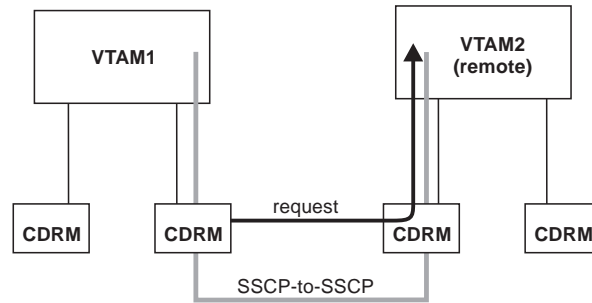 VTAM1
VTAM2
(remote)
request
CDRM
CDRM
CDRM
CDRM
SSCP-to-SSCP